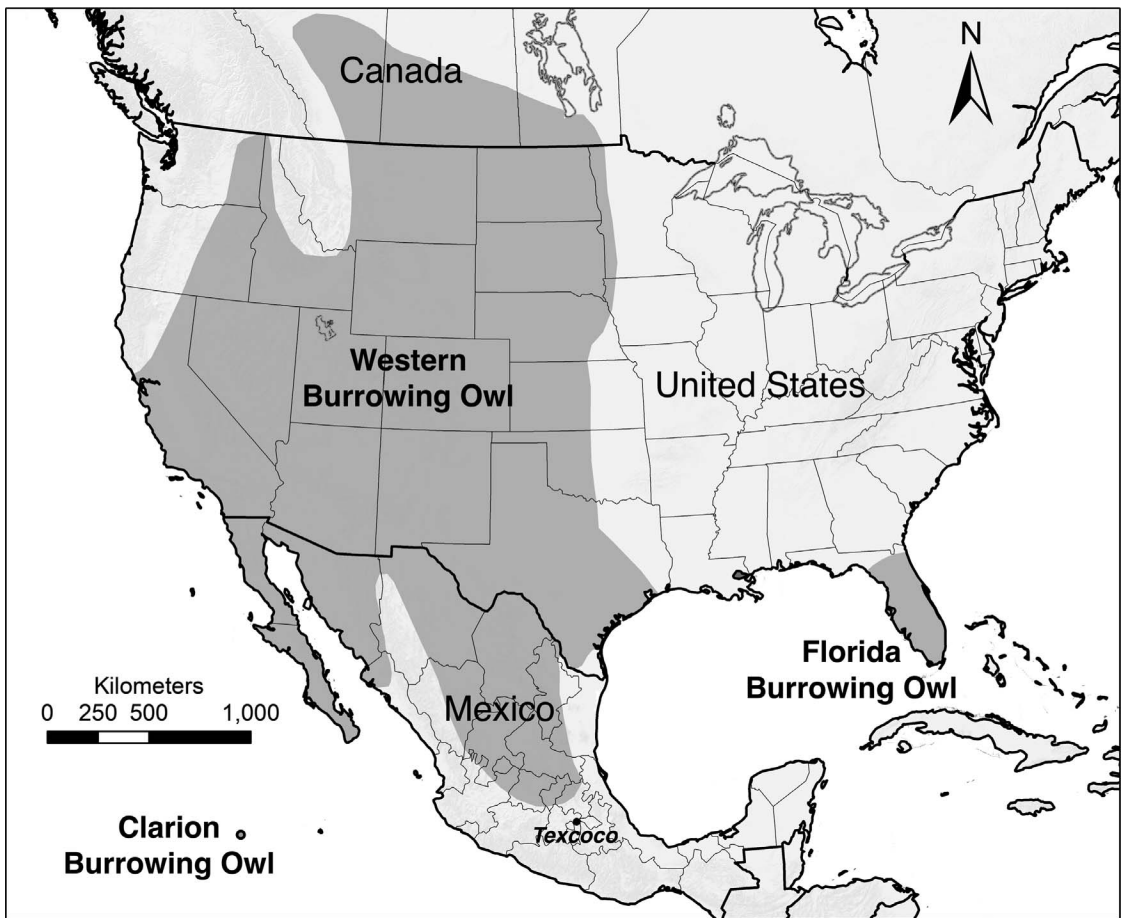 N
Canada
Western
Burrowing Owl
United States
Florida
Burrowing Owl
Kilometers
0 250 500 1,000
Mexico
Clarion
Burrowing Owl
Texcoco